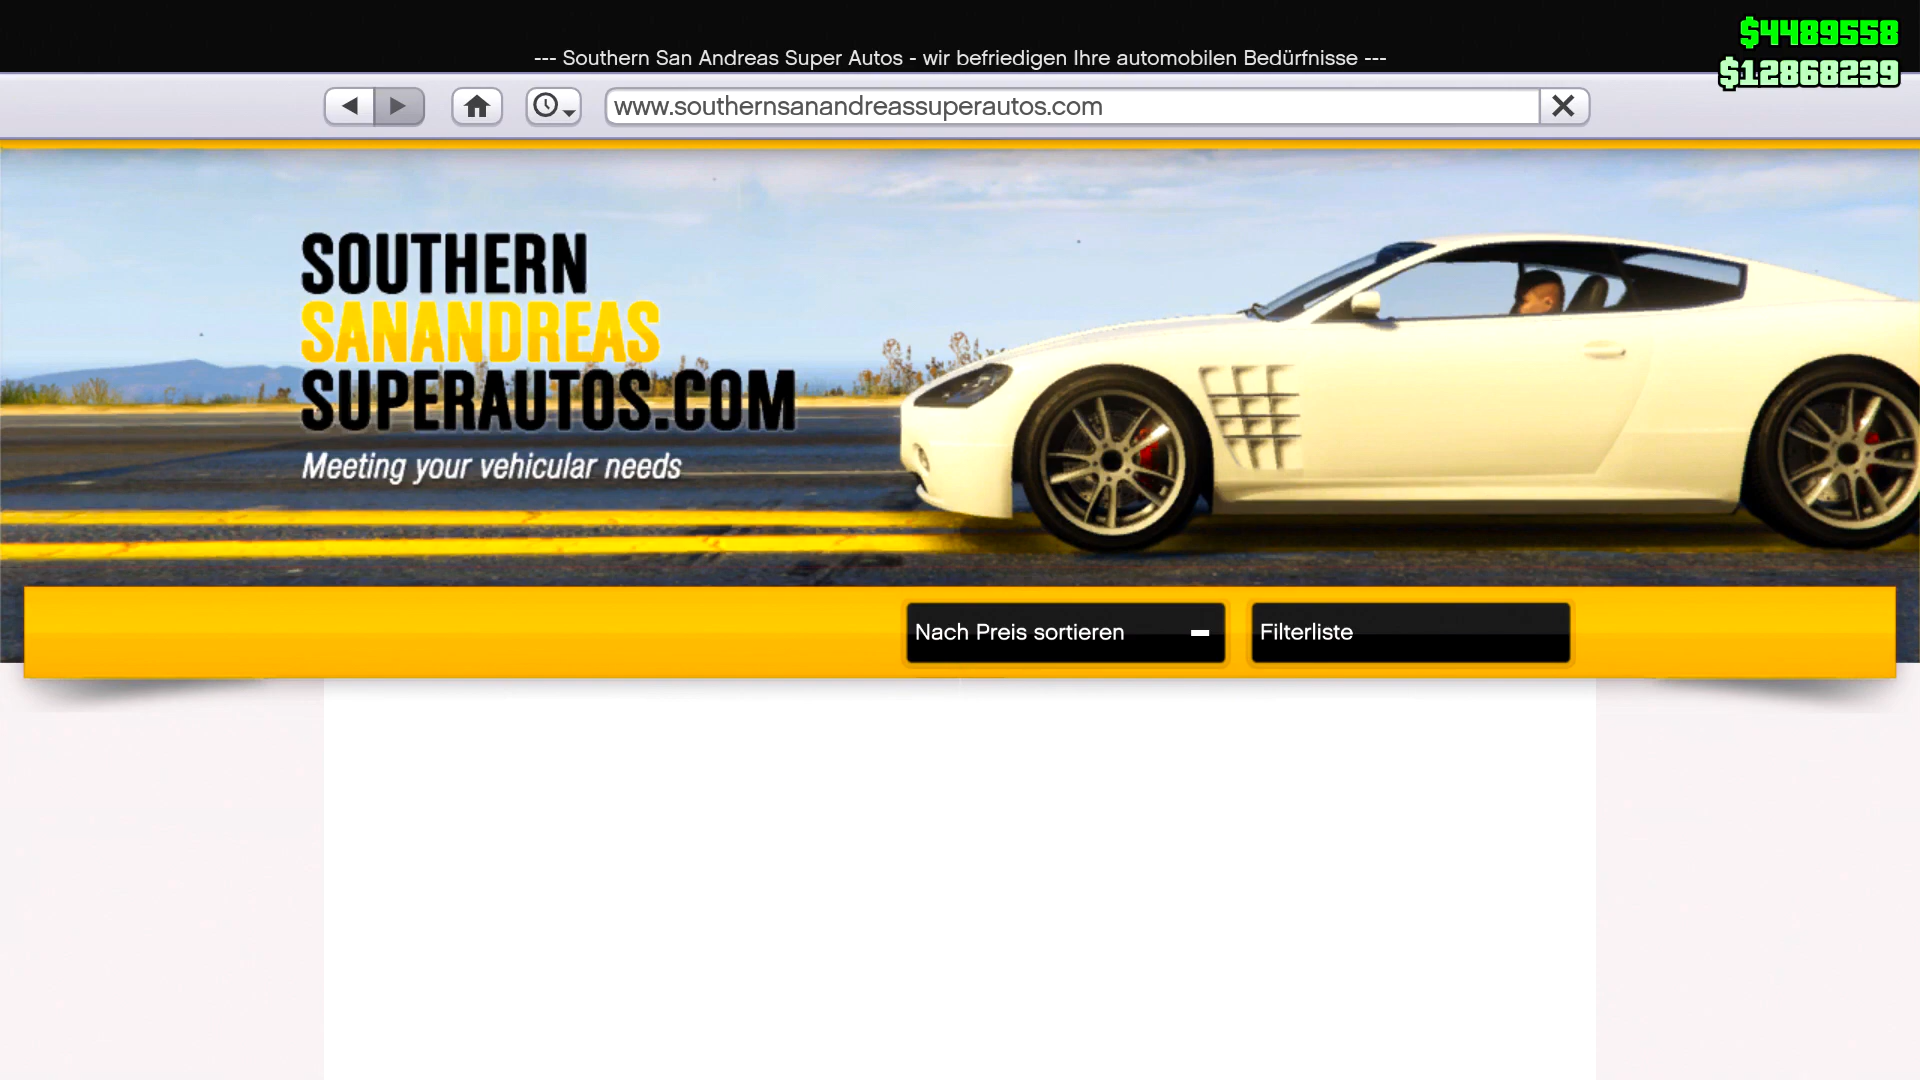 $4489558
--- Southern San Andreas Super Autos - wir befriedigen Ihre automobilen Bedürfnisse ---
$12868239
www.southernsanandreassuperautos.com
SOUTHERN
SANANDREAS
SUPERAUTOS.COM
Meeting your vehicular needs
Nach Preis sortieren
Filterliste